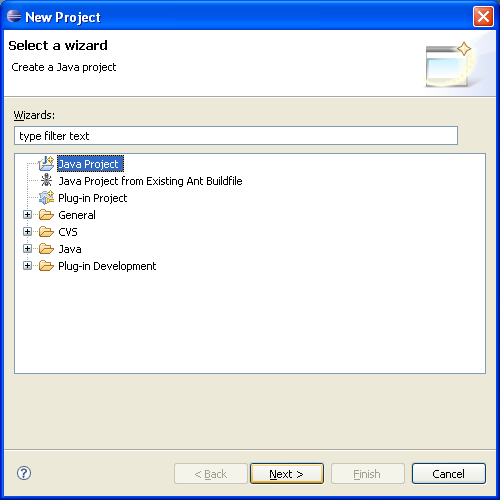 New Project
Select a wizard
Create a Java project
Wizards:
type filter text
Java Project
Java Project from Existing Ant Buildfile
Plug-in Project
General
CVS
Java
Plug-in Development
? < Back Next > Finish Cancel